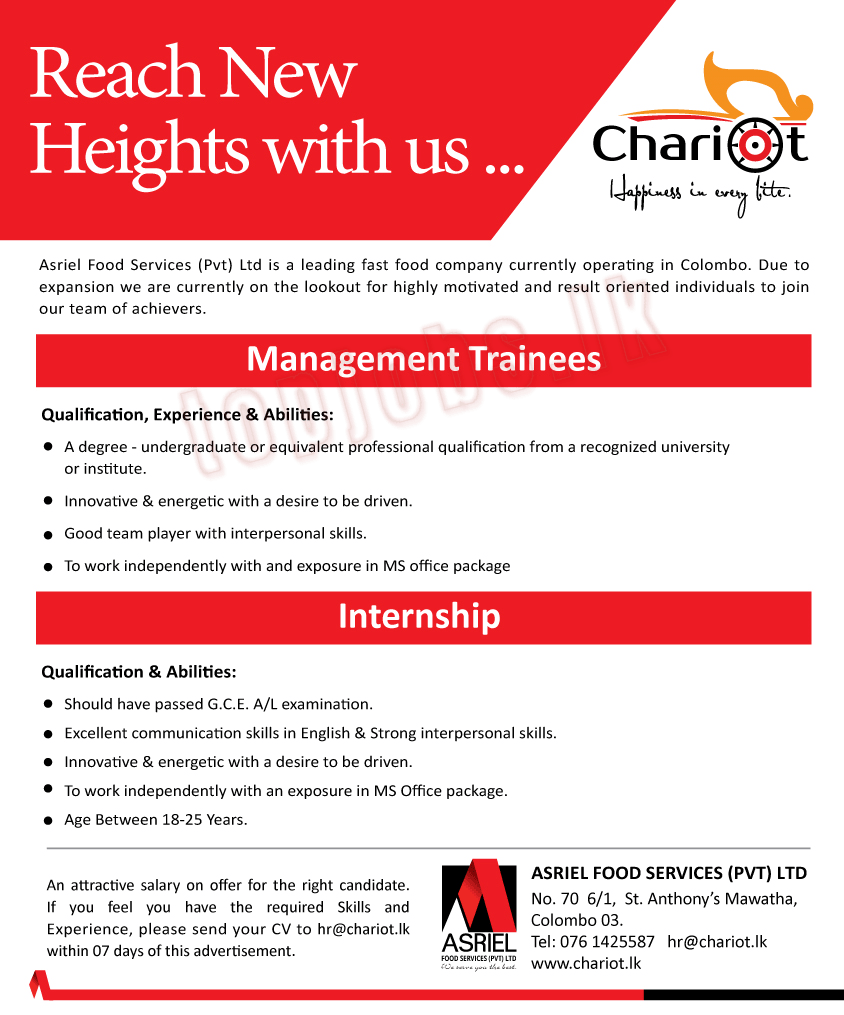 Reach New
Heights with us ...
Chariot
Happiness in every bite.
Asriel Food Services (Pvt) Ltd is a leading fast food company currently operating in Colombo. Due to
expansion we are currently on the lookout for highly motivated and result oriented individuals to join
our team of achievers.
topjobs.lk
Management Trainees
Qualification, Experience & Abilities:
● A degree - undergraduate or equivalent professional qualification from a recognized university
or institute.
● Innovative & energetic with a desire to be driven.
● Good team player with interpersonal skills.
● To work independently with and exposure in MS office package
Internship
Qualification & Abilities:
● Should have passed G.C.E. A/L examination.
● Excellent communication skills in English & Strong interpersonal skills.
● Innovative & energetic with a desire to be driven.
● To work independently with an exposure in MS Office package.
● Age Between 18-25 Years.
An attractive salary on offer for the right candidate.
If you feel you have the required Skills and
Experience, please send your CV to hr@chariot.lk
within 07 days of this advertisement.
ASRIEL
FOOD SERVICES (PVT) LTD
We serve you the best.
ASRIEL FOOD SERVICES (PVT) LTD
No. 70 6/1, St. Anthony's Mawatha,
Colombo 03.
Tel: 076 1425587 hr@chariot.lk
www.chariot.lk